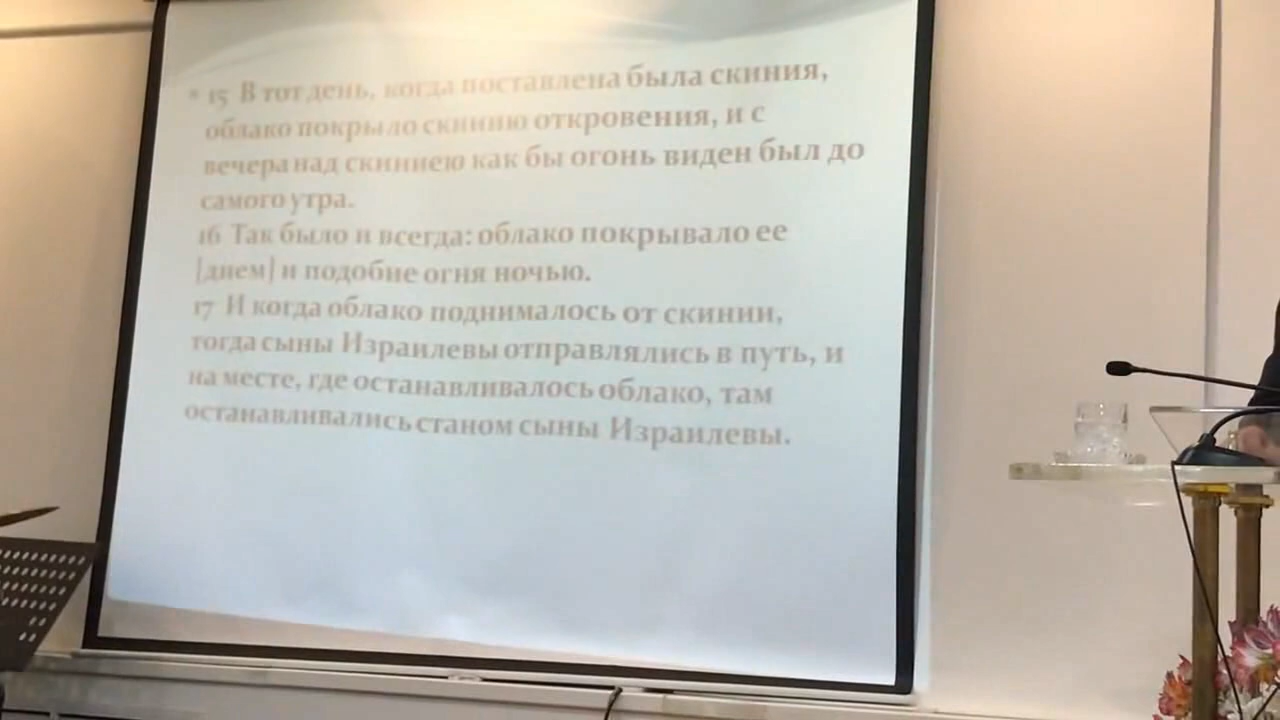 15 В тот день, когда поставлена была скиния,
облако покрыло скинию откровения, и с
вечера над скиниею как бы огонь виден был до
самого утра.
16 Так было и всегда: облако покрывало ее
[днем] и подобие огня ночью.
17 И когда облако поднималось от скинии,
тогда сыны Израилевы отправлялись в путь, и
на месте, где останавливалось облако, там
останавливались станом сыны Израилевы.